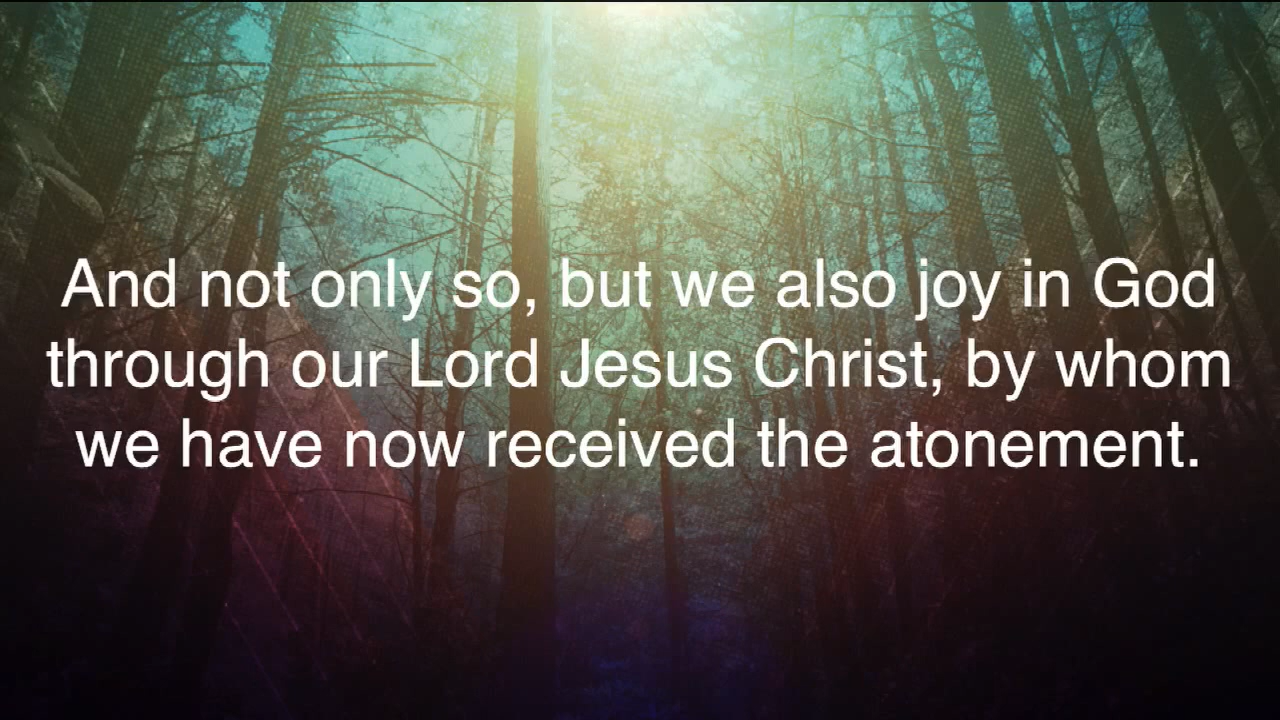 And not only so, but we also joy in God
through our Lord Jesus Christ, by whom
we have now received the atonement.